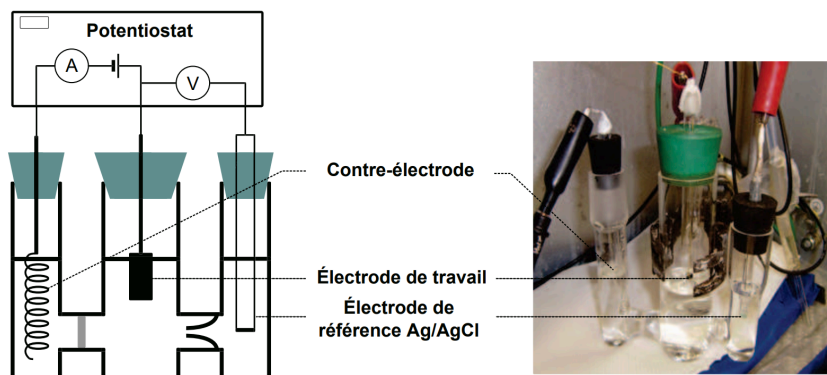 Potentiostat
A
V
Contre-électrode
Électrode de travail
Électrode de
référence Ag/AgCl